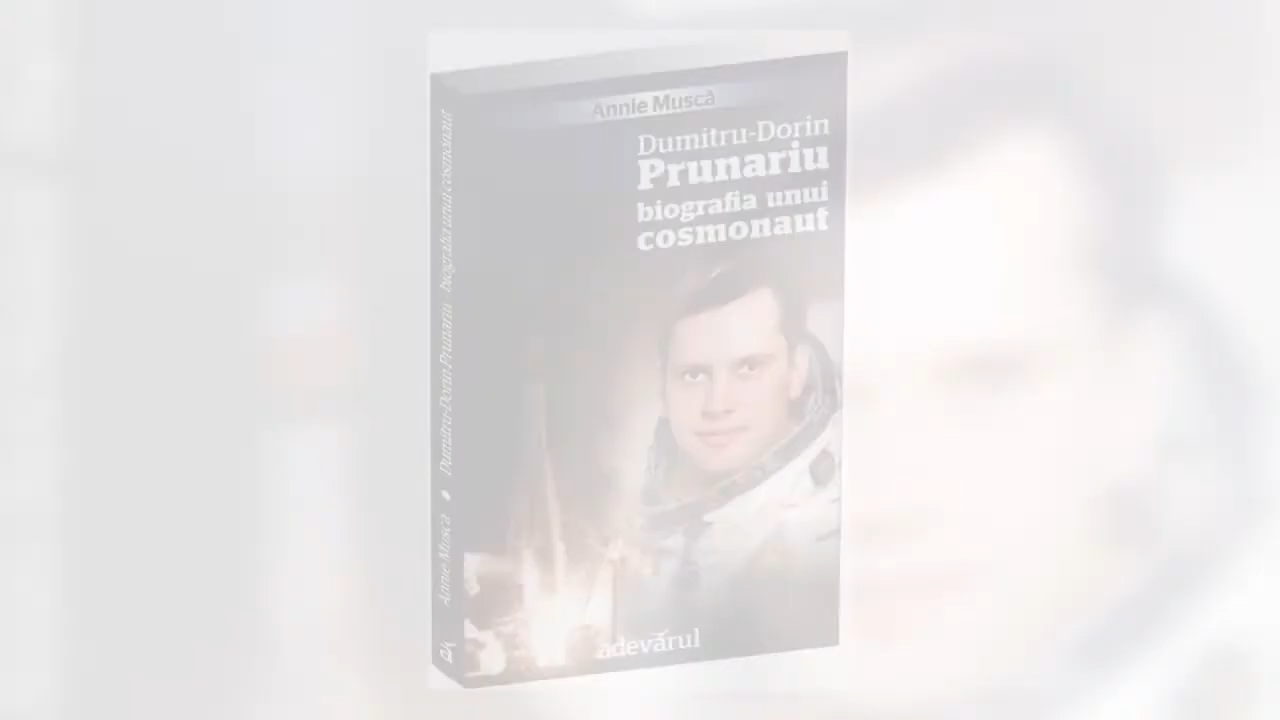 Annie Muscă
Dumitru-Dorin
Prunariu
biografia unui
cosmonaut
adevărul
Annie Muscă • Dumitru-Dorin Prunariu - biografia unui cosmonaut